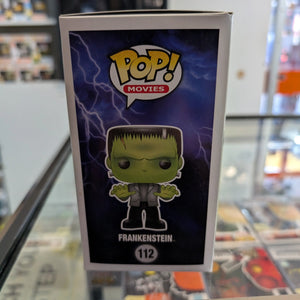 POP!
MOVIES
FRANKENSTEIN
112